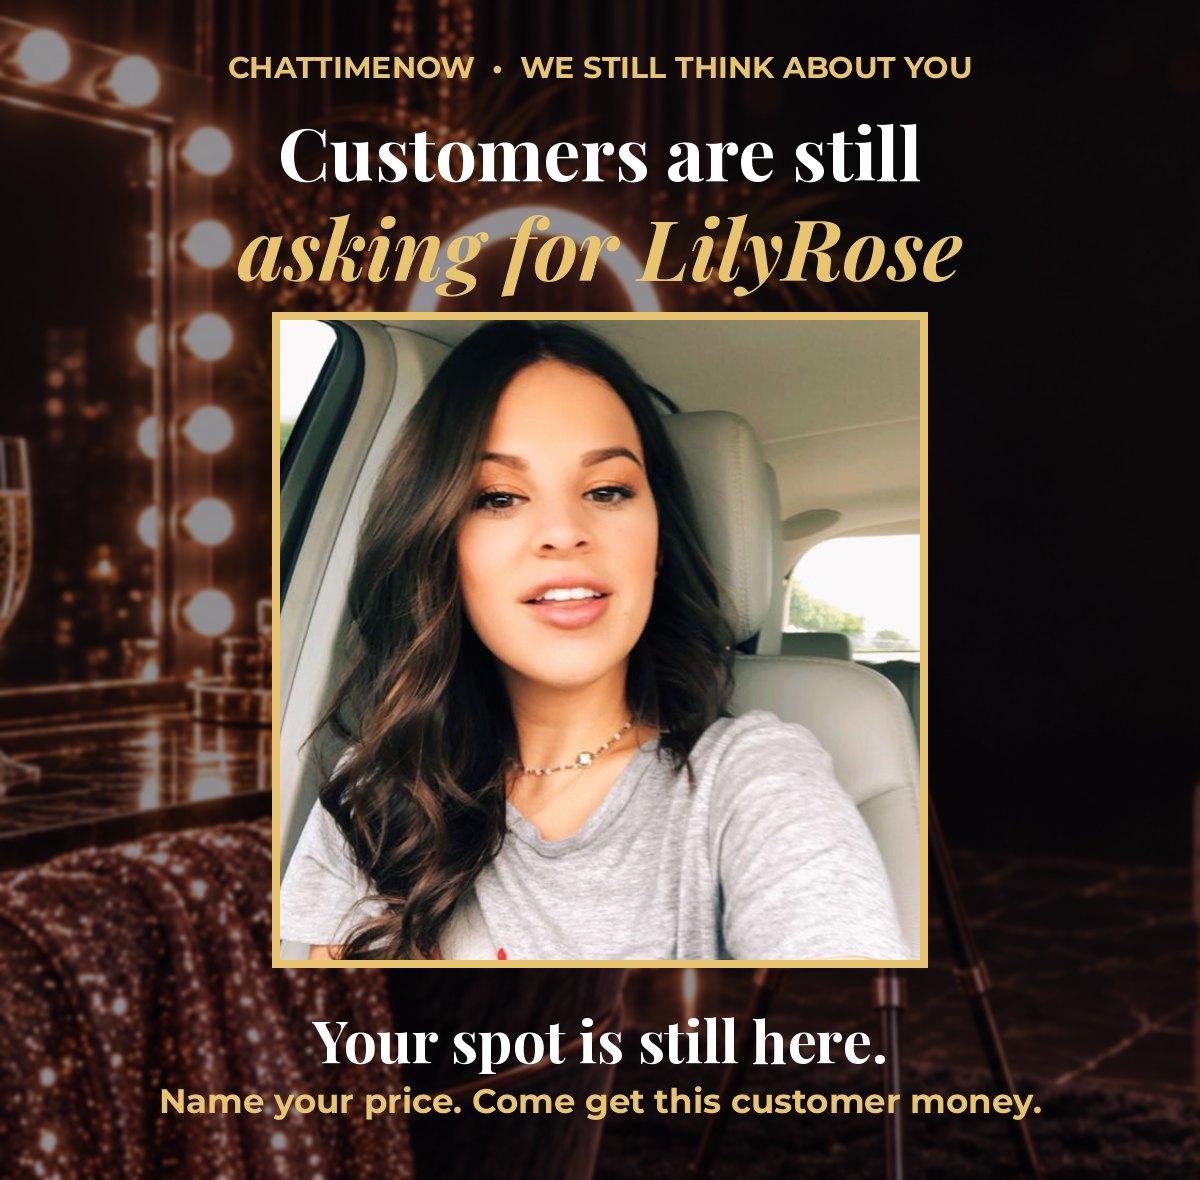 CHATTIMENOW • WE STILL THINK ABOUT YOU
Customers are still
asking for LilyRose
Your spot is still here.
Name your price. Come get this customer money.